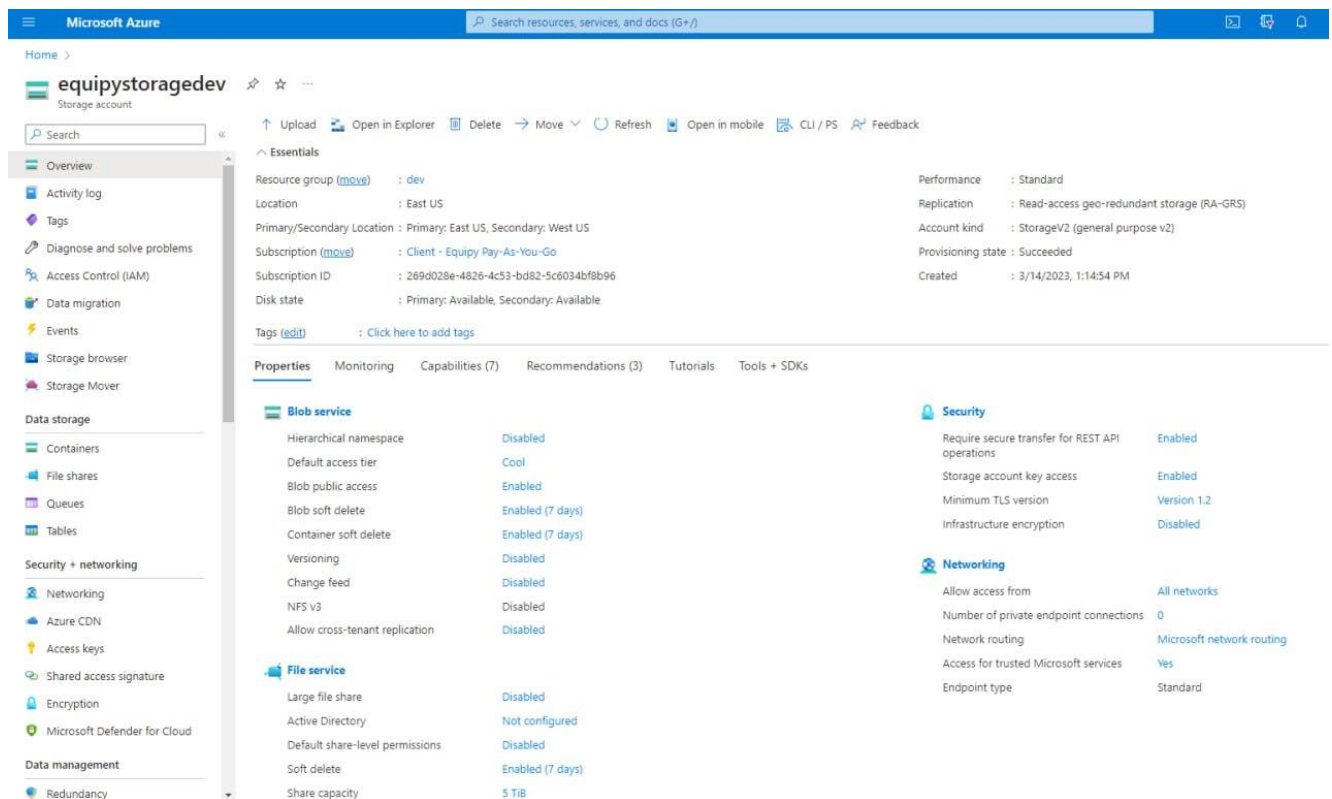 Microsoft Azure
Search resources, services, and docs (G+/)
Home >
equipystoragedev
Storage account
Search
«
Overview
Activity log
Tags
Diagnose and solve problems
Access Control (IAM)
Data migration
Events
Storage browser
Storage Mover
Data storage
Containers
File shares
Queues
Tables
Security + networking
Networking
Azure CDN
Access keys
Shared access signature
Encryption
Microsoft Defender for Cloud
Data management
Redundancy
Upload Open in Explorer Delete Move Refresh Open in mobile CLI / PS Feedback
Essentials
Resource group (move) : dev
Location : East US
Primary/Secondary Location : Primary: East US, Secondary: West US
Subscription (move) : Client - Equipy Pay-As-You-Go
Subscription ID : 269d028e-4826-4c53-bd82-5c6034bf8b96
Disk state : Primary: Available, Secondary: Available
Tags (edit) : Click here to add tags
Performance : Standard
Replication : Read-access geo-redundant storage (RA-GRS)
Account kind : StorageV2 (general purpose v2)
Provisioning state : Succeeded
Created : 3/14/2023, 1:14:54 PM
Properties Monitoring Capabilities (7) Recommendations (3) Tutorials Tools + SDKs
Blob service
Hierarchical namespace Disabled
Default access tier Cool
Blob public access Enabled
Blob soft delete Enabled (7 days)
Container soft delete Enabled (7 days)
Versioning Disabled
Change feed Disabled
NFS v3 Disabled
Allow cross-tenant replication Disabled
File service
Large file share Disabled
Active Directory Not configured
Default share-level permissions Disabled
Soft delete Enabled (7 days)
Share capacity 5 TiB
Security
Require secure transfer for REST API Enabled
operations
Storage account key access Enabled
Minimum TLS version Version 1.2
Infrastructure encryption Disabled
Networking
Allow access from All networks
Number of private endpoint connections 0
Network routing Microsoft network routing
Access for trusted Microsoft services Yes
Endpoint type Standard